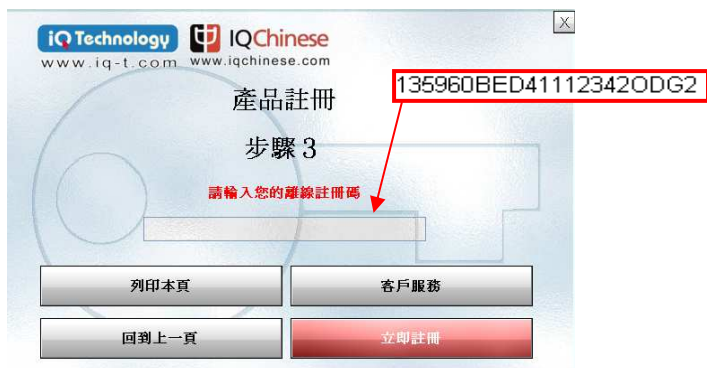 iQ Technology IQChinese
www.iq-t.com www.iqchinese.com
X
135960BED41112342ODG2
產品註冊
步驟3
請輸入您的離線註冊碼
列印本頁 客戶服務
回到上一頁 立即註冊